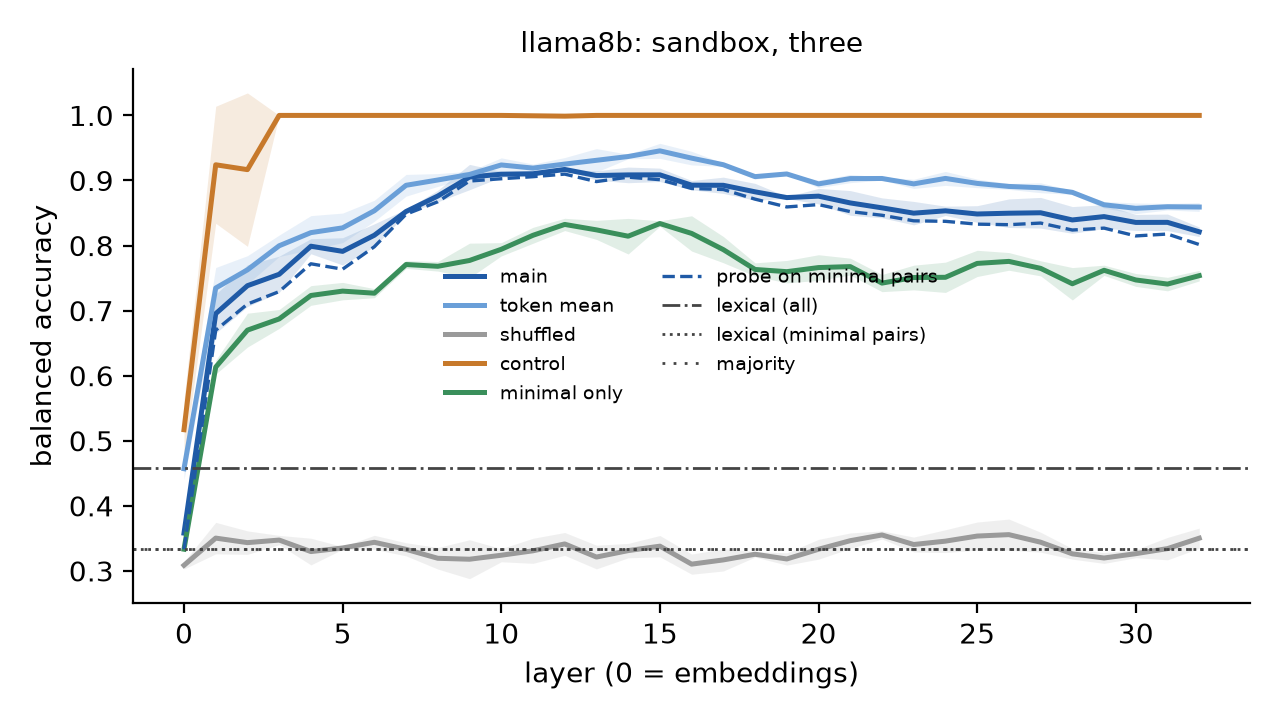 llama8b: sandbox, three
balanced accuracy
1.0
0.9
0.8
0.7
0.6
0.5
0.4
0.3
main
token mean
shuffled
control
minimal only
probe on minimal pairs
lexical (all)
lexical (minimal pairs)
majority
0 5 10 15 20 25 30
layer (0 = embeddings)